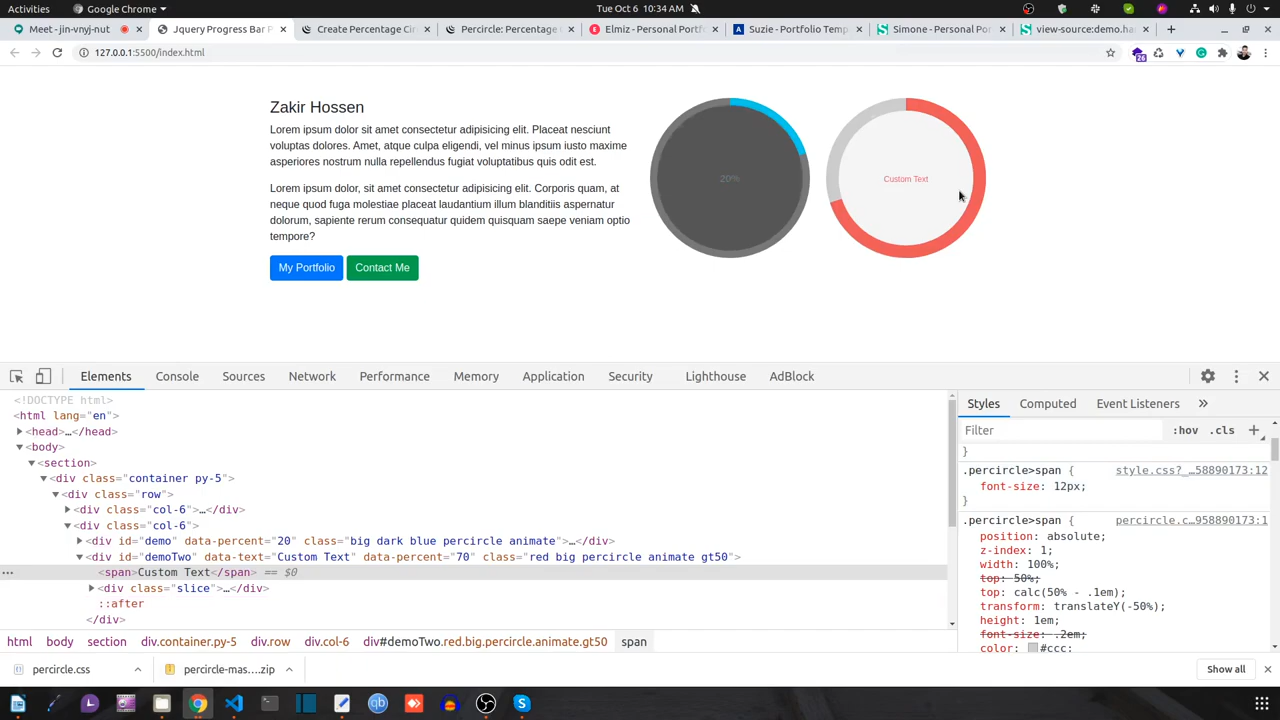 Activities
Google Chrome
Tue Oct 6 10:34 AM
Meet - jin-vnyj-nut
Jquery Progress Bar P
Create Percentage Cir
Percircle: Percentage
Elmiz - Personal Portf
Suzie - Portfolio Temp
Simone - Personal Por
view-source:demo.ha
127.0.0.1:5500/index.html
26
Zakir Hossen
Lorem ipsum dolor sit amet consectetur adipisicing elit. Placeat nesciunt
voluptas dolores. Amet, atque culpa eligendi, vel minus ipsum iusto maxime
asperiores nostrum nulla repellendus fugiat voluptatibus quis odit est.
Lorem ipsum dolor, sit amet consectetur adipisicing elit. Corporis quam, at
neque quod fuga molestiae placeat laudantium illum blanditiis aspernatur
dolorum, sapiente rerum consequatur quidem quisquam saepe veniam optio
tempore?
My Portfolio
Contact Me
20%
Custom Text
Elements
Console
Sources
Network
Performance
Memory
Application
Security
Lighthouse
AdBlock
<!DOCTYPE html>
<html lang="en">
<head>…</head>
<body>
<section>
<div class="container py-5">
<div class="row">
<div class="col-6">…</div>
<div class="col-6">
<div id="demo" data-percent="20" class="big dark blue percircle animate">…</div>
<div id="demoTwo" data-text="Custom Text" data-percent="70" class="red big percircle animate gt50">
<span>Custom Text</span> == $0
<div class="slice">…</div>
::after
</div>
html body section div.container.py-5 div.row div.col-6 div#demoTwo.red.big.percircle.animate.gt50 span
Styles
Computed
Event Listeners
Filter
:hov .cls
}
.percircle>span {
style.css?_…58890173:12
font-size: 12px;
}
.percircle>span {
percircle.c…958890173:1
position: absolute;
z-index: 1;
width: 100%;
top: 50%;
top: calc(50% - .1em);
transform: translateY(-50%);
height: 1em;
font-size: .2em;
color: #ccc;
percircle.css
percircle-mas….zip
Show all